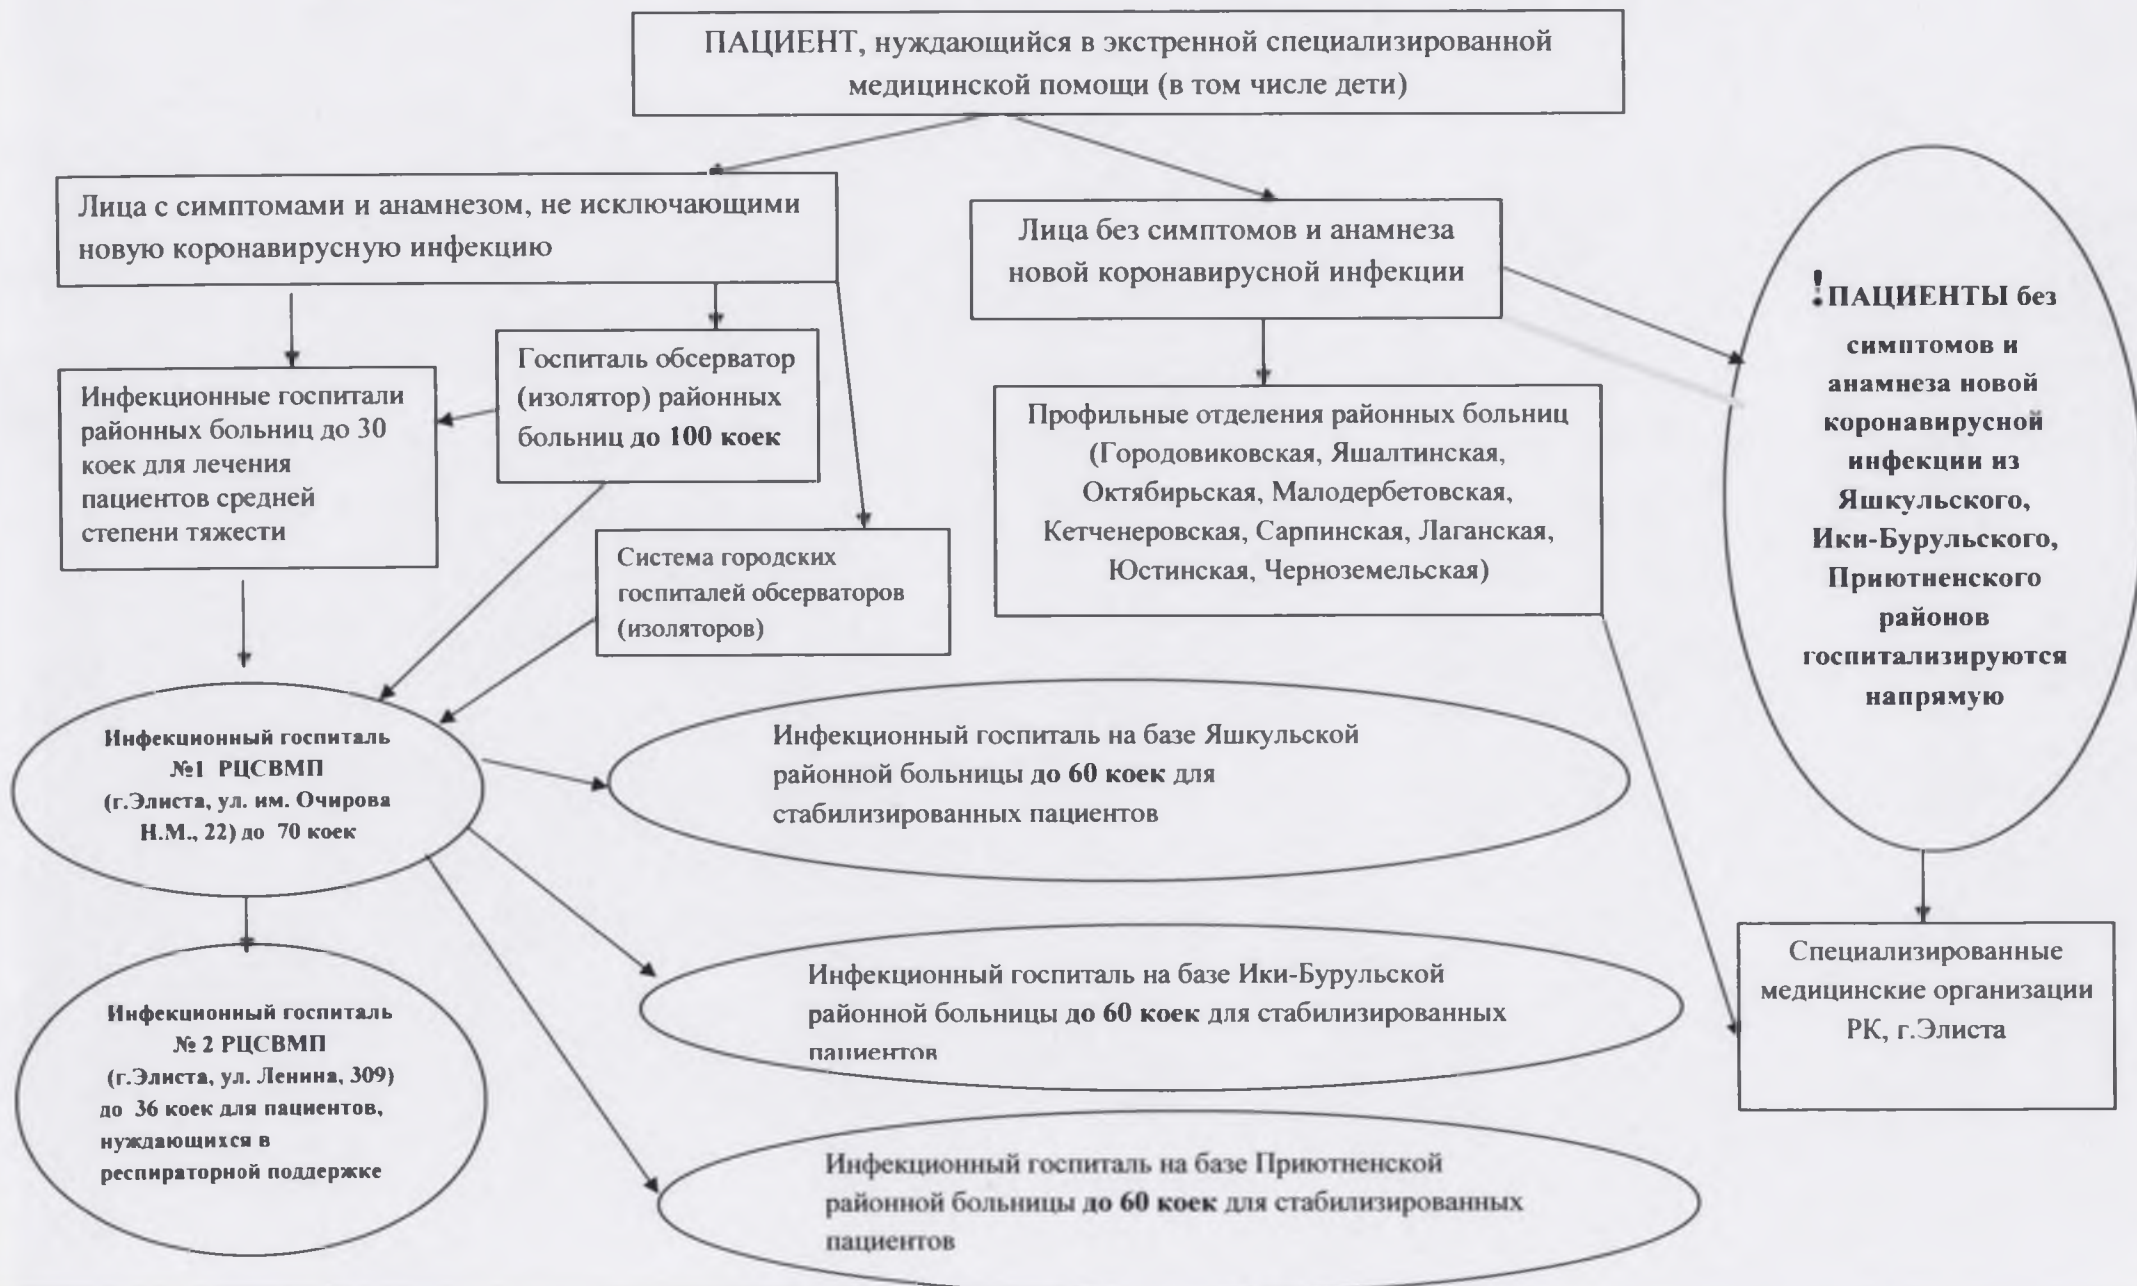 ПАЦИЕНТ, нуждающийся в экстренной специализированной
медицинской помощи (в том числе дети)
Лица с симптомами и анамнезом, не исключающими
новую коронавирусную инфекцию
Лица без симптомов и анамнеза
новой коронавирусной инфекции
!ПАЦИЕНТЫ без
симптомов и
анамнеза новой
коронавирусной
инфекции из
Яшкульского,
Ики-Бурульского,
Приютненского
районов
госпитализируются
напрямую
Инфекционные госпитали
районных больниц до 30
коек для лечения
пациентов средней
степени тяжести
Госпиталь обсерватор
(изолятор) районных
больниц до 100 коек
Система городских
госпиталей обсерваторов
(изоляторов)
Профильные отделения районных больниц
(Городовиковская, Яшалтинская,
Октябирьская, Малодербетовская,
Кетченеровская, Сарпинская, Лаганская,
Юстинская, Черноземельская)
Инфекционный госпиталь
№1 РЦСВМП
(г.Элиста, ул. им. Очирова
Н.М., 22) до 70 коек
Инфекционный госпиталь на базе Яшкульской
районной больницы до 60 коек для
стабилизированных пациентов
Инфекционный госпиталь на базе Ики-Бурульской
районной больницы до 60 коек для стабилизированных
пациентов
Инфекционный госпиталь на базе Приютненской
районной больницы до 60 коек для стабилизированных
пациентов
Инфекционный госпиталь
№ 2 РЦСВМП
(г.Элиста, ул. Ленина, 309)
до 36 коек для пациентов,
нуждающихся в
респираторной поддержке
Специализированные
медицинские организации
РК, г.Элиста